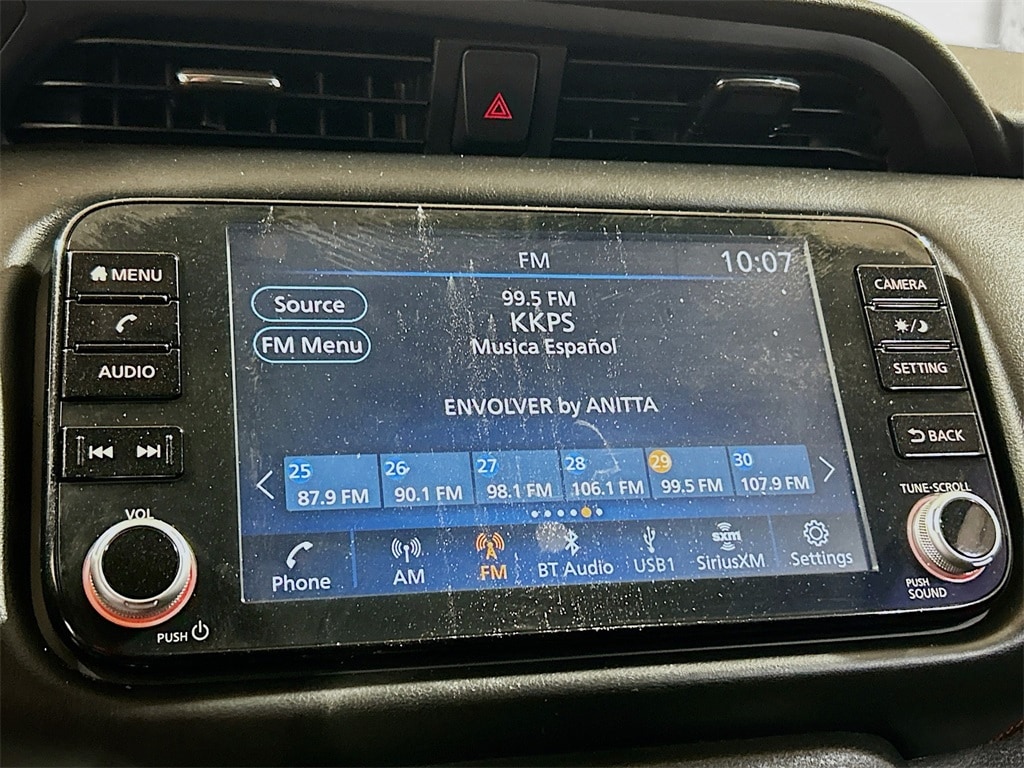 MENU
AUDIO
VOL
PUSH
FM
10:07
Source
FM Menu
99.5 FM
KKPS
Musica Español
ENVOLVER by ANITTA
25
87.9 FM
26
90.1 FM
27
98.1 FM
28
106.1 FM
29
99.5 FM
30
107.9 FM
Phone
AM
FM
BT Audio
USB1
sxm
SiriusXM
Settings
CAMERA
SETTING
BACK
TUNE·SCROLL
PUSH
SOUND